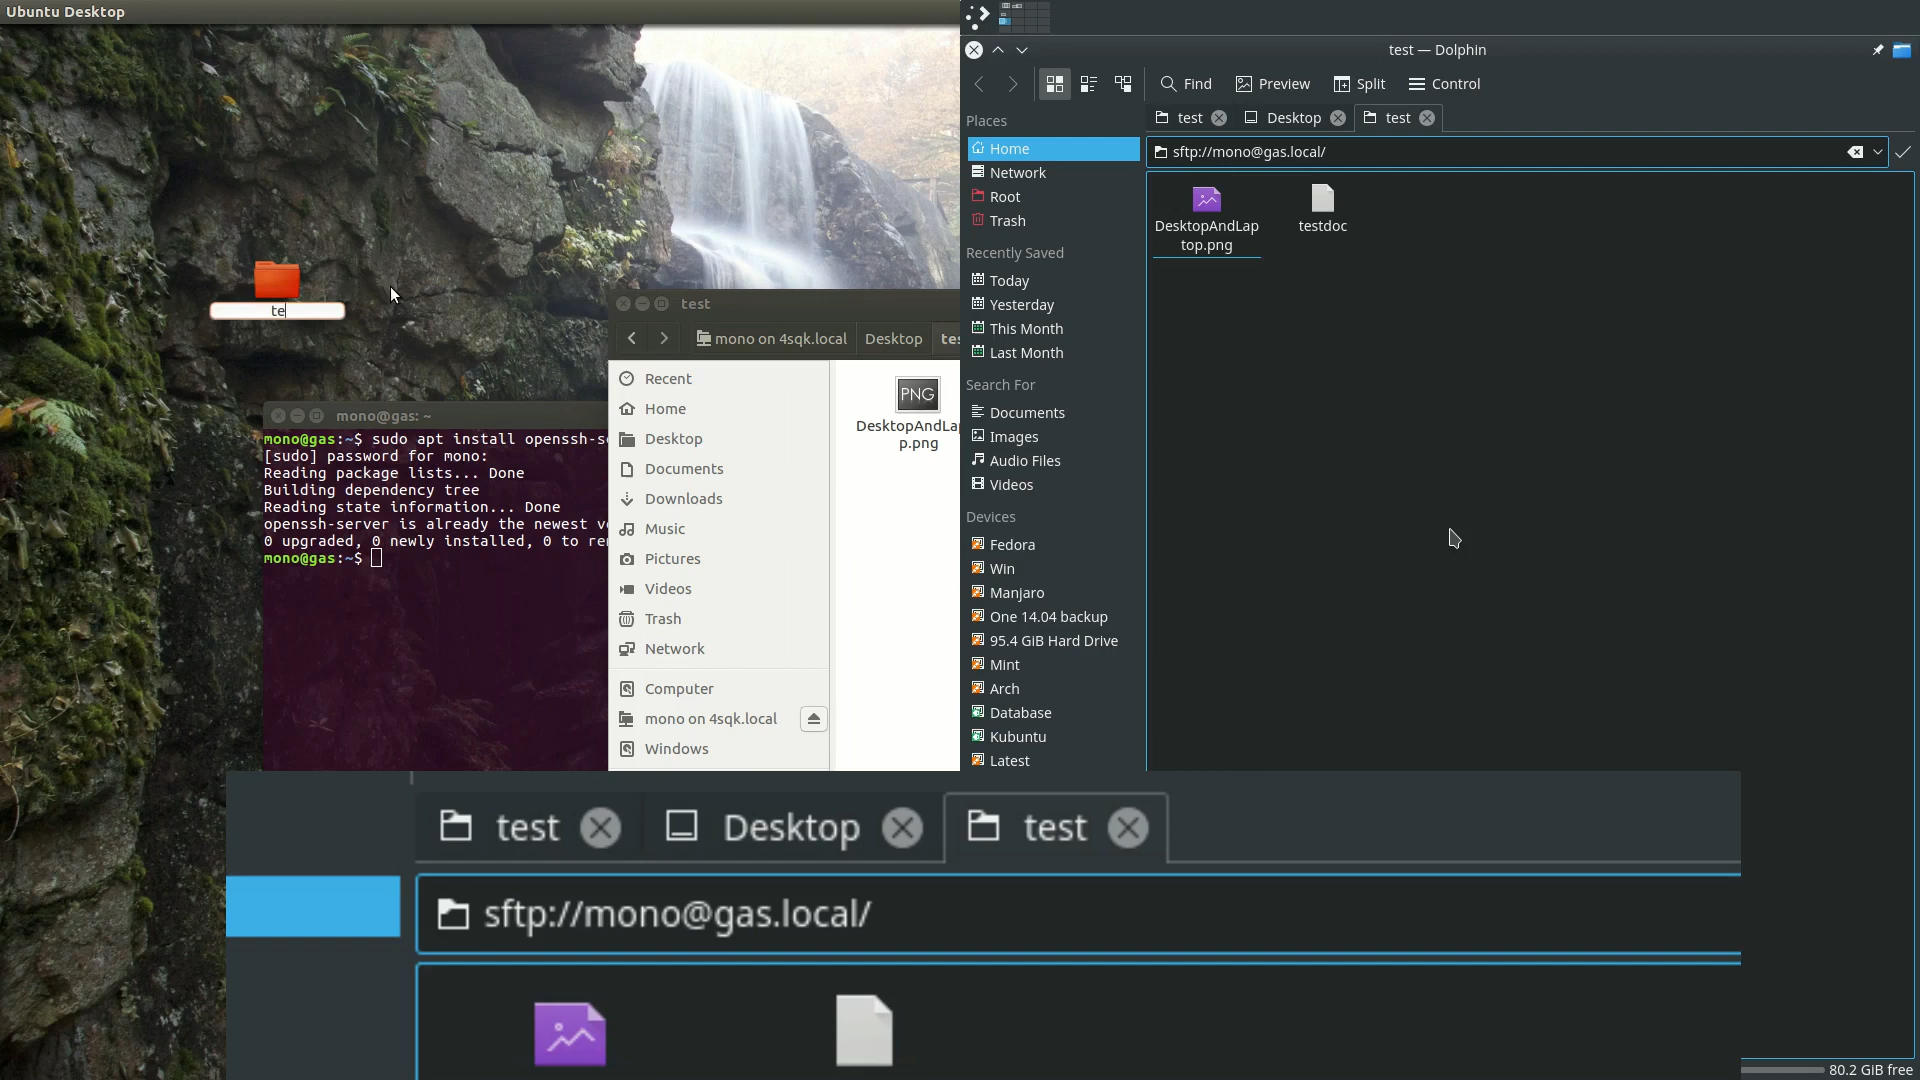 Ubuntu Desktop
te
mono@gas: ~
mono@gas:~$ sudo apt install openssh-se
[sudo] password for mono:
Reading package lists... Done
Building dependency tree
Reading state information... Done
openssh-server is already the newest ve
0 upgraded, 0 newly installed, 0 to re
mono@gas:~$
test
mono on 4sqk.local
Desktop
tes
Recent
Home
Desktop
Documents
Downloads
Music
Pictures
Videos
Trash
Network
Computer
mono on 4sqk.local
Windows
PNG
DesktopAndLap
p.png
test — Dolphin
Find
Preview
Split
Control
Places
Home
Network
Root
Trash
Recently Saved
Today
Yesterday
This Month
Last Month
Search For
Documents
Images
Audio Files
Videos
Devices
Fedora
Win
Manjaro
One 14.04 backup
95.4 GiB Hard Drive
Mint
Arch
Database
Kubuntu
Latest
test
Desktop
test
sftp://mono@gas.local/
DesktopAndLap
top.png
testdoc
test
Desktop
test
sftp://mono@gas.local/
80.2 GiB free